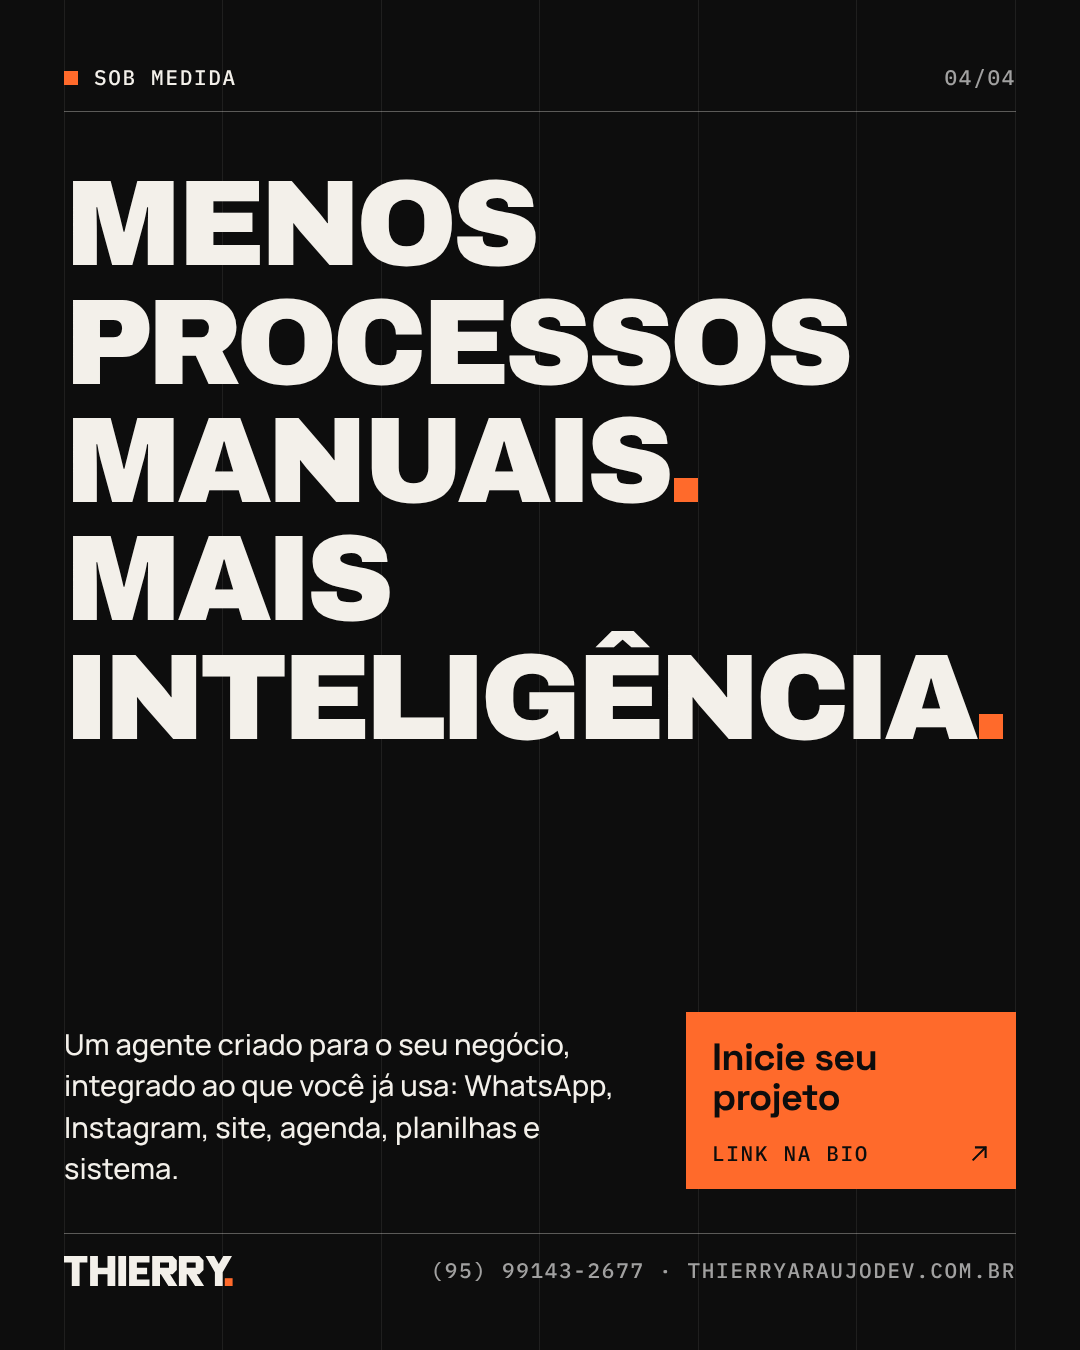 SOB MEDIDA
04/04
MENOS
PROCESSOS
MANUAIS.
MAIS
INTELIGÊNCIA.
Um agente criado para o seu negócio,
integrado ao que você já usa: WhatsApp,
Instagram, site, agenda, planilhas e
sistema.
Inicie seu
projeto
LINK NA BIO ↗
THIERRY.
(95) 99143-2677 · THIERRYARAUJODEV.COM.BR